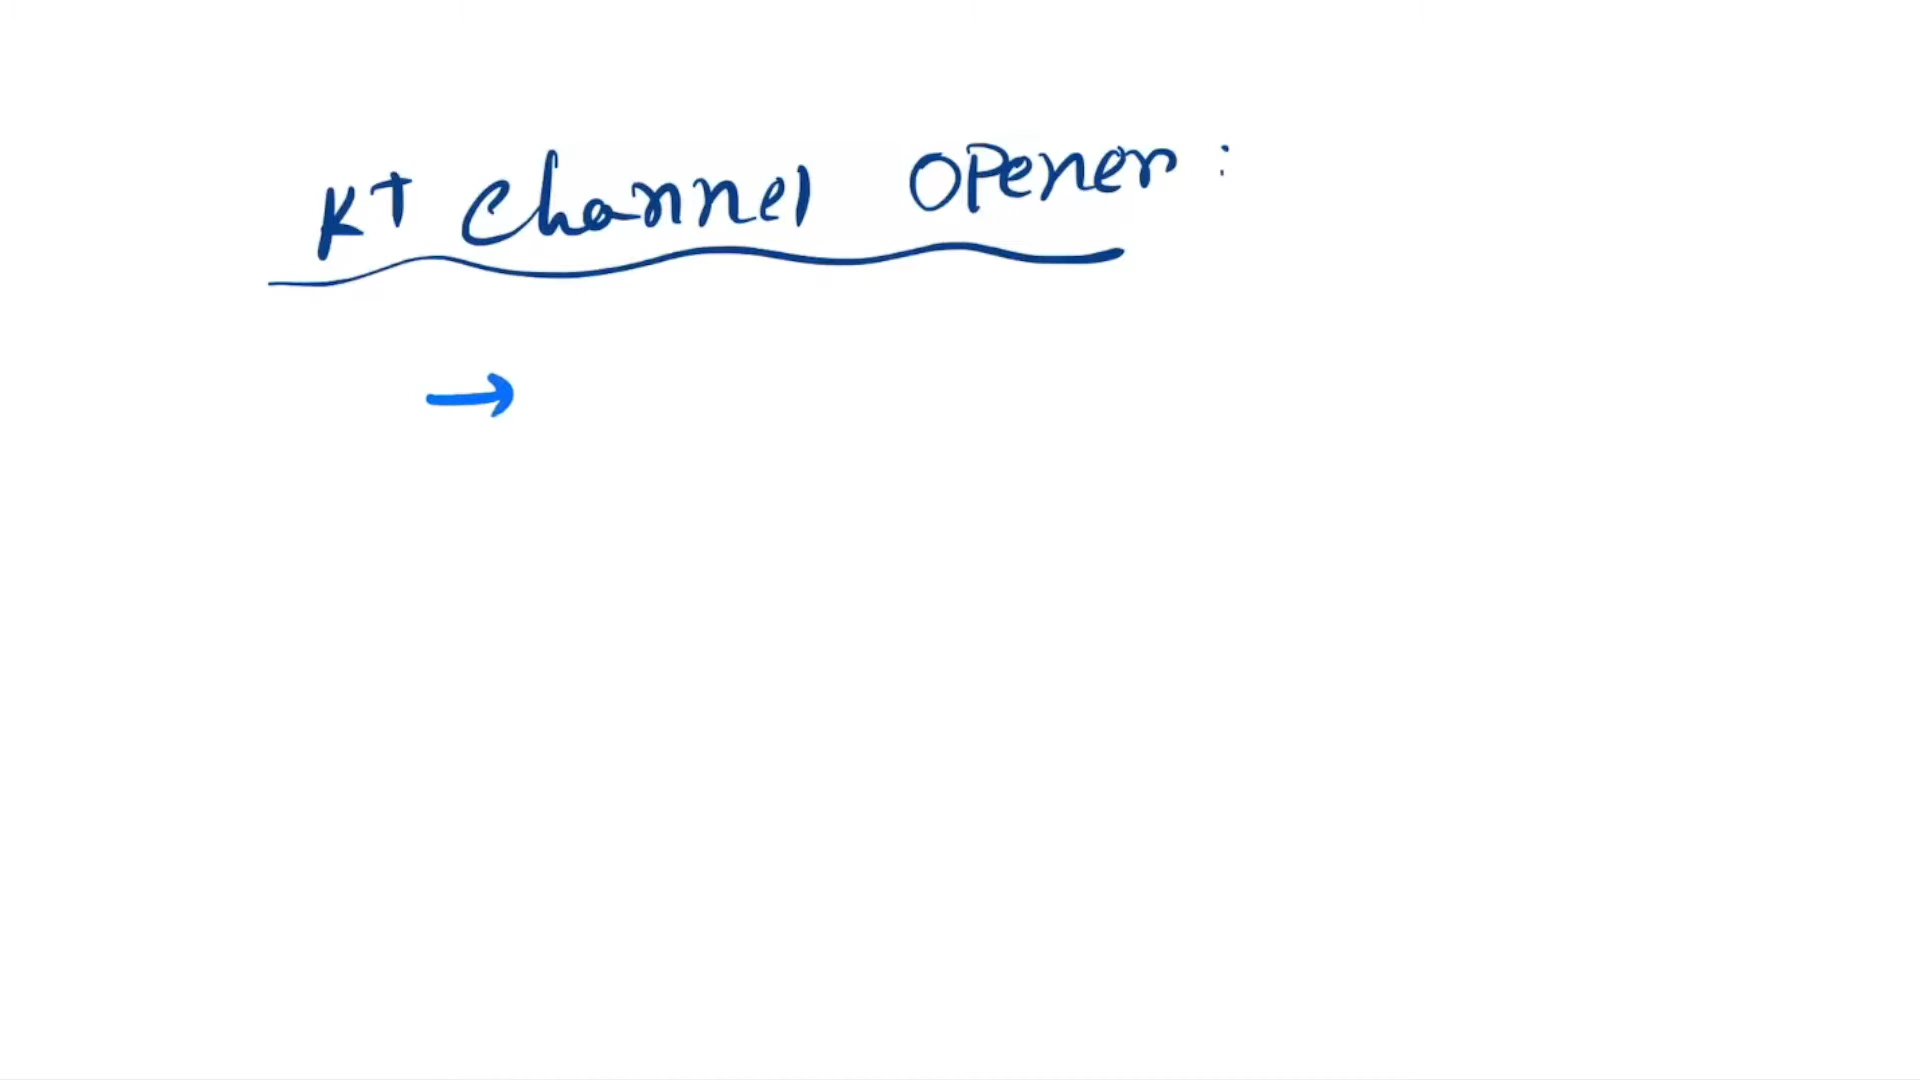 K+ Channel Opener :
→